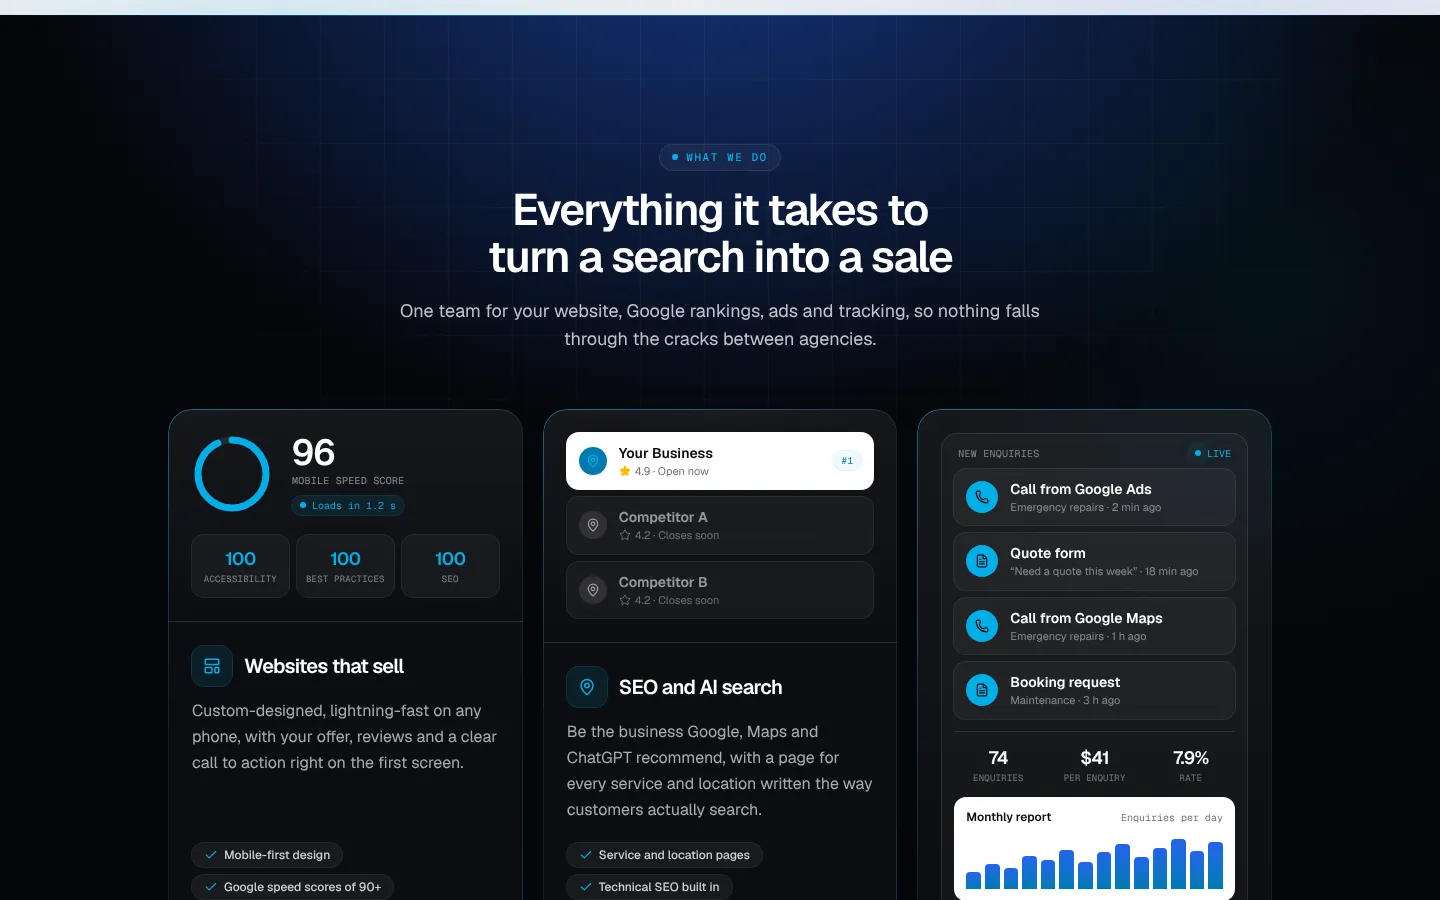 WHAT WE DO
Everything it takes to
turn a search into a sale
One team for your website, Google rankings, ads and tracking, so nothing falls
through the cracks between agencies.
96
MOBILE SPEED SCORE
Loads in 1.2 s
100
ACCESSIBILITY
100
BEST PRACTICES
100
SEO
Websites that sell
Custom-designed, lightning-fast on any
phone, with your offer, reviews and a clear
call to action right on the first screen.
Mobile-first design
Google speed scores of 90+
Your Business
4.9 · Open now
#1
Competitor A
4.2 · Closes soon
Competitor B
4.2 · Closes soon
SEO and AI search
Be the business Google, Maps and
ChatGPT recommend, with a page for
every service and location written the way
customers actually search.
Service and location pages
Technical SEO built in
NEW ENQUIRIES
LIVE
Call from Google Ads
Emergency repairs · 2 min ago
Quote form
“Need a quote this week” · 18 min ago
Call from Google Maps
Emergency repairs · 1 h ago
Booking request
Maintenance · 3 h ago
74
ENQUIRIES
$41
PER ENQUIRY
7.9%
RATE
Monthly report
Enquiries per day